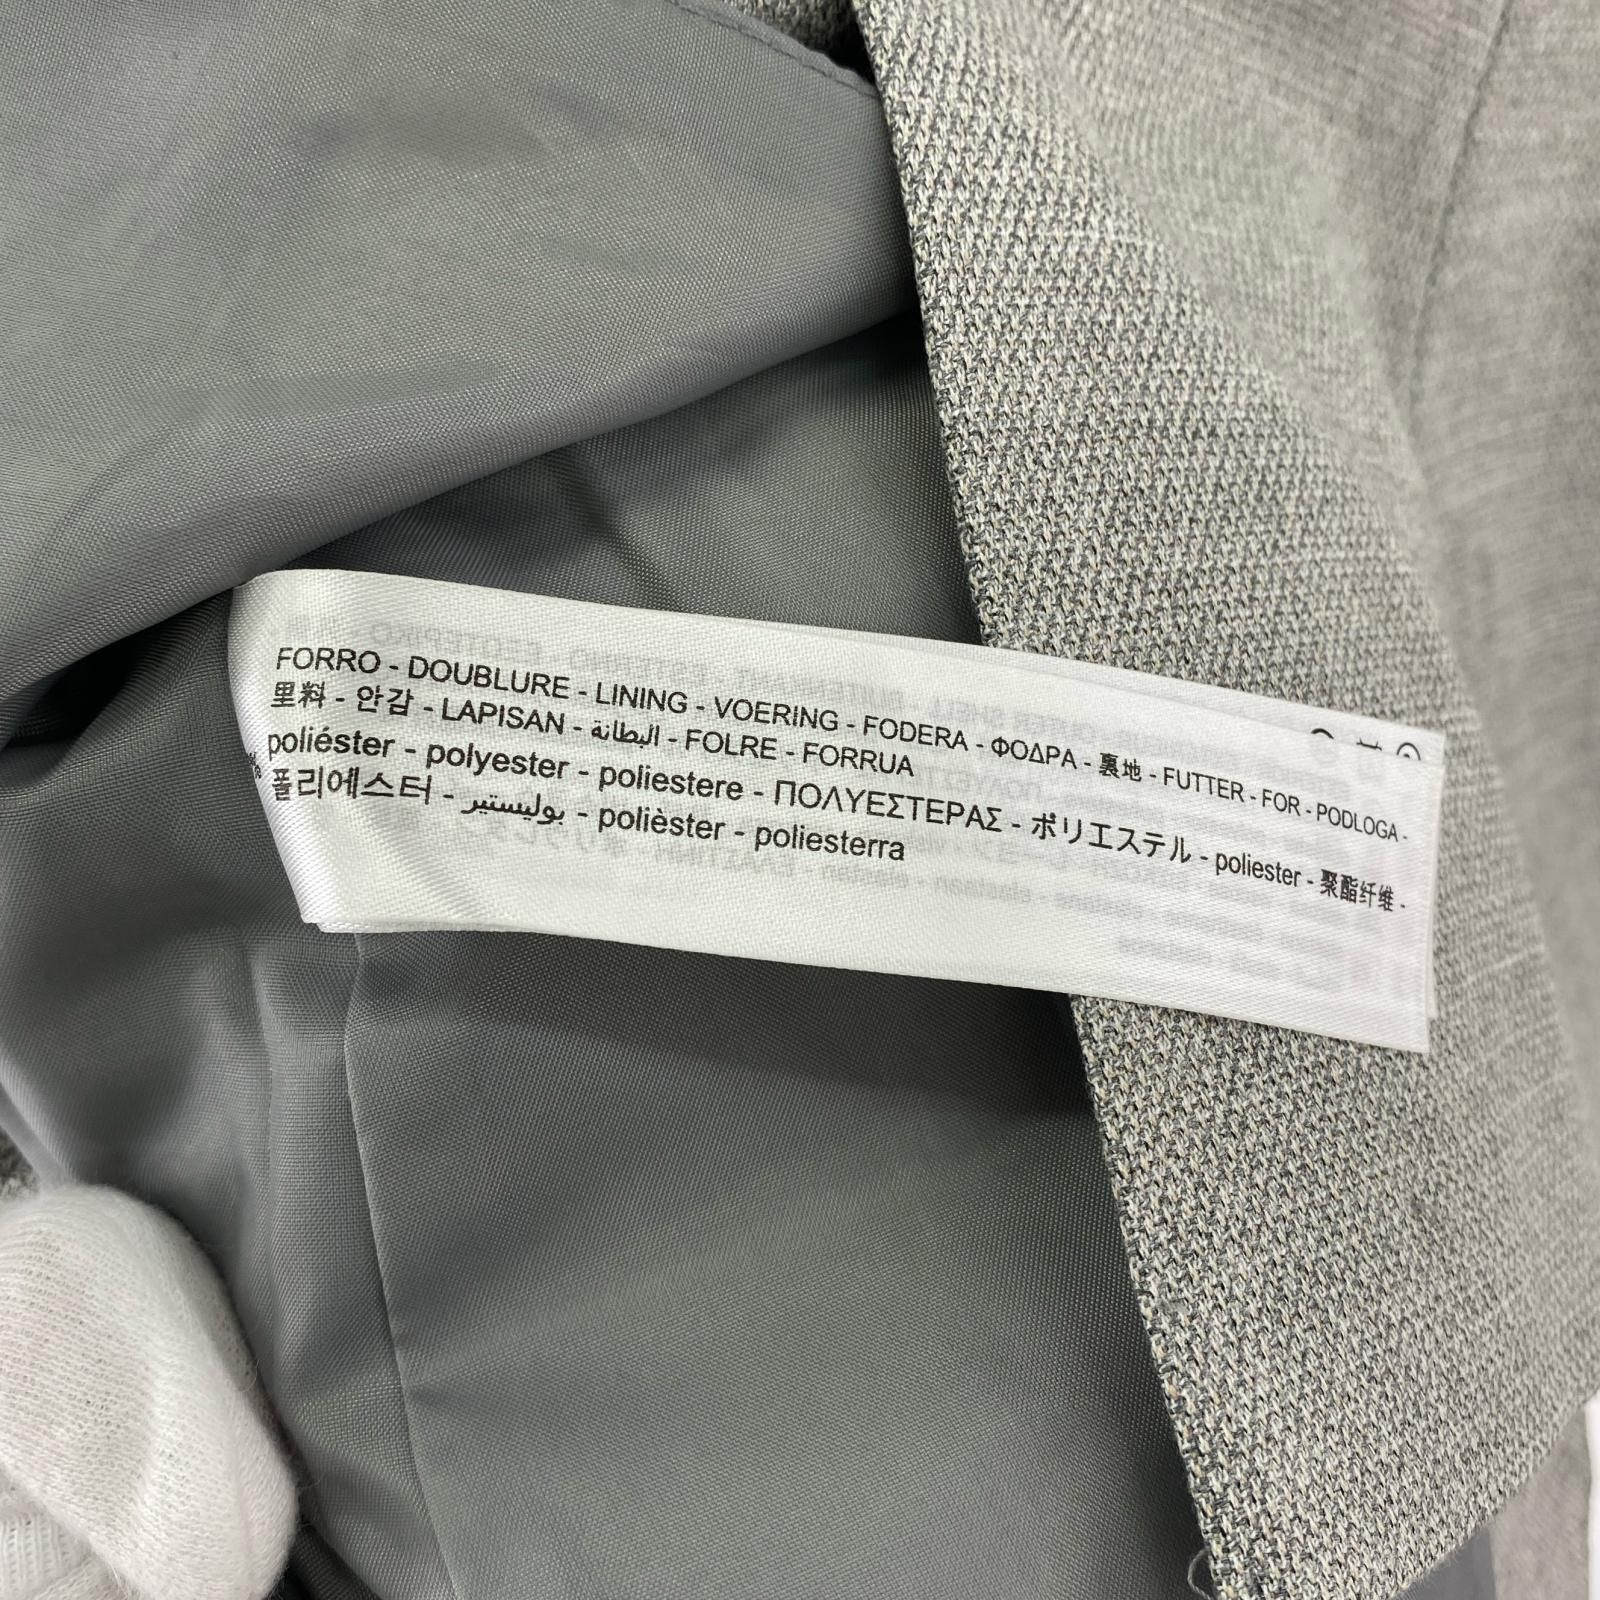 FORRO - DOUBLURE - LINING - VOERING - FODERA - ΦΟΔΡΑ - 裏地 - FUTTER - FOR - PODLOGA -
里料 - 안감 - LAPISAN - البطانة - FOLRE - FORRUA
poliéster - polyester - poliestere - ΠΟΛΥΕΣΤΕΡΑΣ - ポリエステル - poliester - 聚酯纤维 -
폴리에스터 - بوليستير - polièster - poliesterra